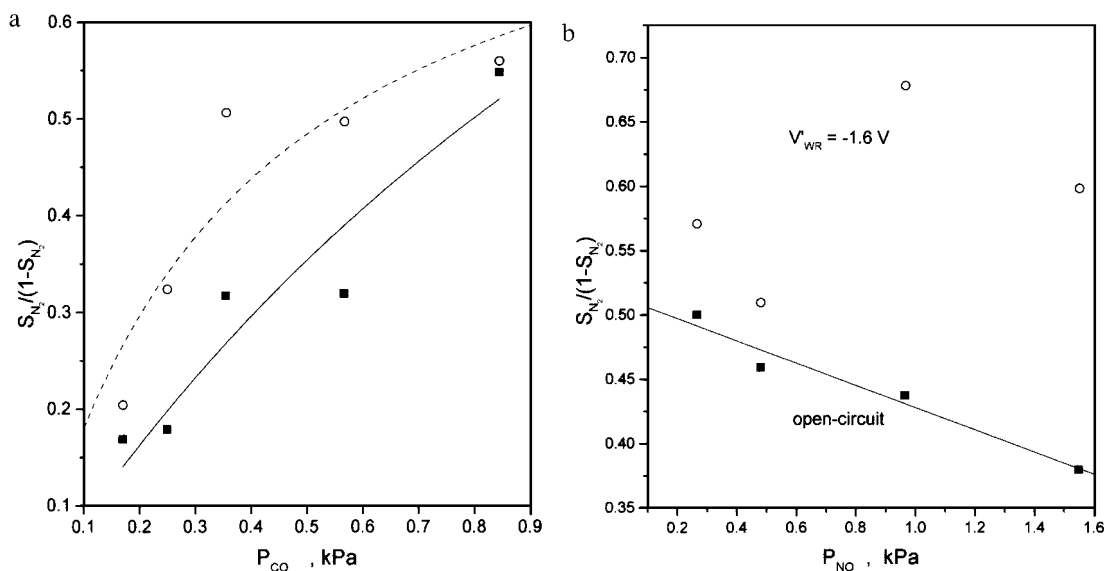 a
S_N₂/(1-S_N₂)
0.6
0.5
0.4
0.3
0.2
0.1
0.1 0.2 0.3 0.4 0.5 0.6 0.7 0.8 0.9
P_CO , kPa
b
S_N₂/(1-S_N₂)
0.75
0.70
0.65
0.60
0.55
0.50
0.45
0.40
0.35
V'_WR = -1.6 V
open-circuit
0.2 0.4 0.6 0.8 1.0 1.2 1.4 1.6
P_NO , kPa